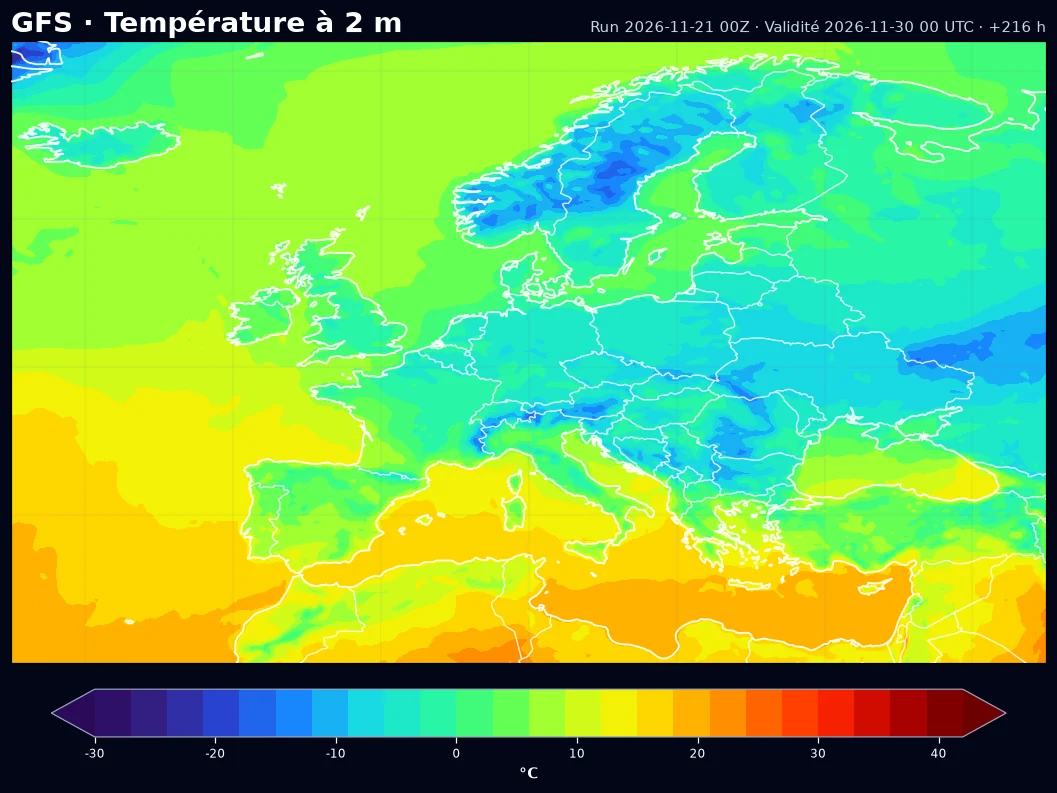 GFS · Température à 2 m
Run 2026-11-21 00Z · Validité 2026-11-30 00 UTC · +216 h
-30 -20 -10 0 10 20 30 40
°C